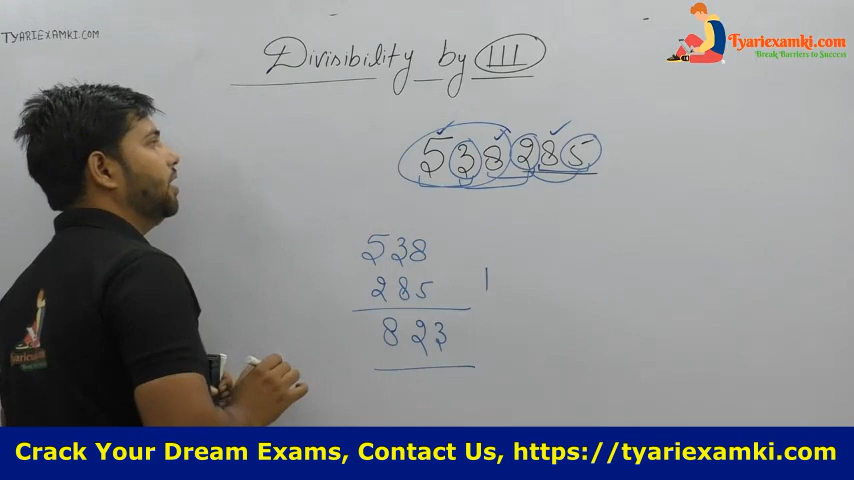 TYARIEXAMKI.COM
Tyariexamki.com
Break Barriers to Success
Divisibility by 111
538285
538
285
1
823
Crack Your Dream Exams, Contact Us, https://tyariexamki.com